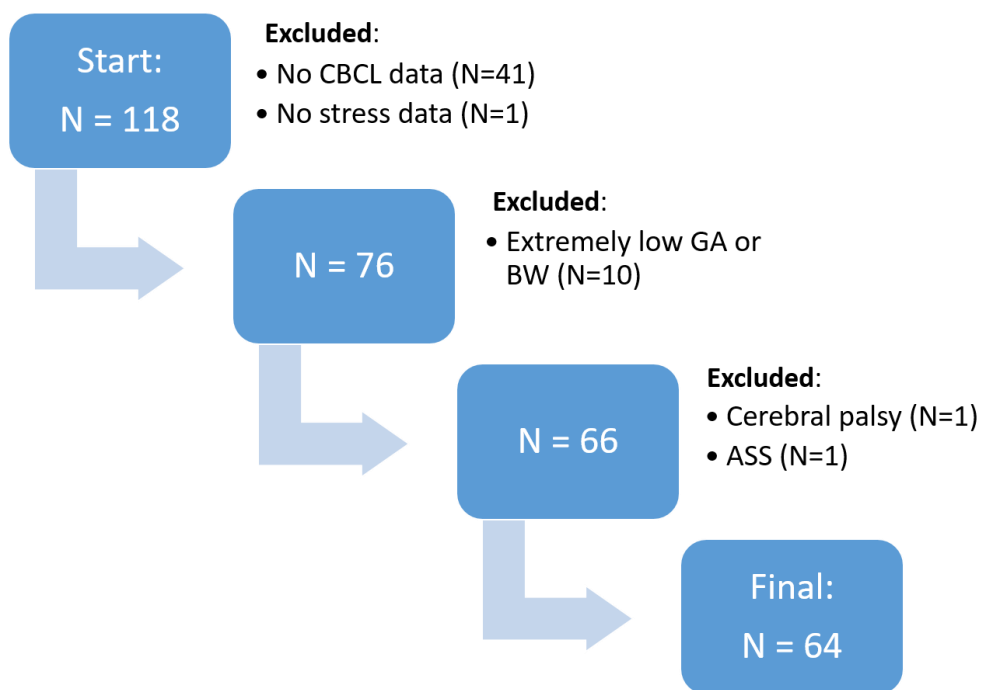 Start:
N = 118
Excluded:
• No CBCL data (N=41)
• No stress data (N=1)
N = 76
Excluded:
• Extremely low GA or
BW (N=10)
N = 66
Excluded:
• Cerebral palsy (N=1)
• ASS (N=1)
Final:
N = 64